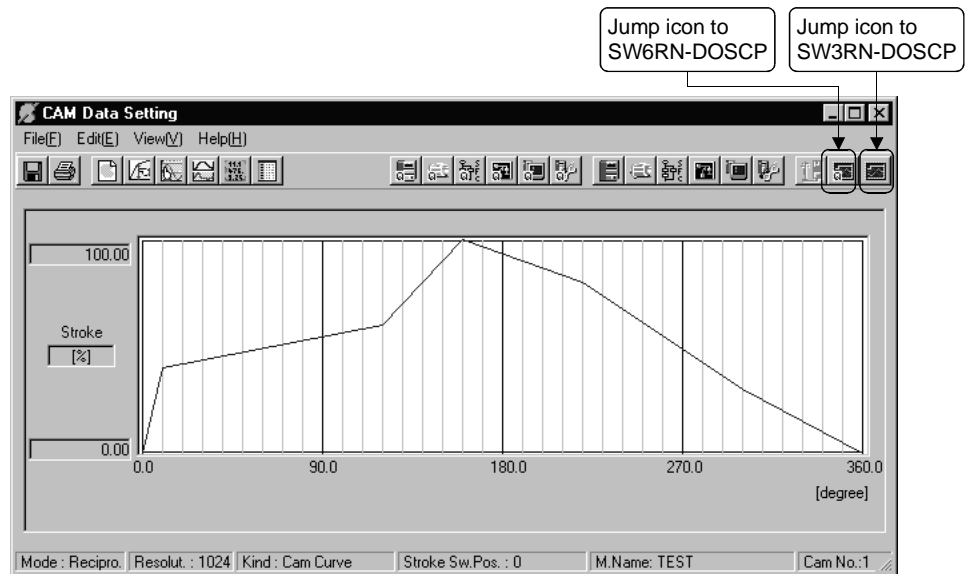 Jump icon to
SW6RN-DOSCP
Jump icon to
SW3RN-DOSCP
CAM Data Setting
File(F) Edit(E) View(V) Help(H)
100.00
Stroke
[%]
0.00
0.0 90.0 180.0 270.0 360.0
[degree]
Mode : Recipro. Resolut. : 1024 Kind : Cam Curve Stroke Sw.Pos. : 0 M.Name: TEST Cam No.:1